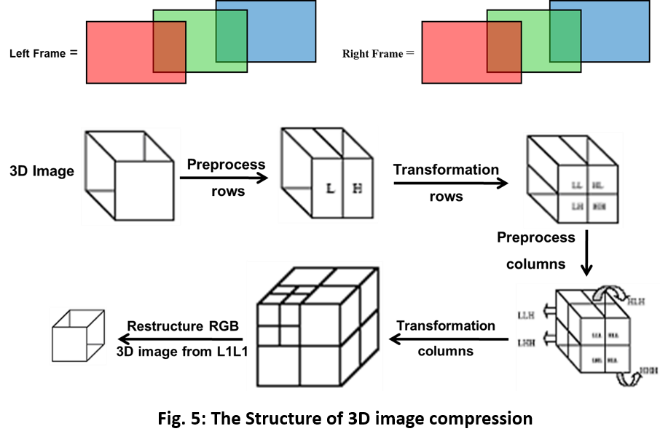 Left Frame =
Right Frame =
3D Image
Preprocess
rows
L H
Transformation
rows
LL HL
LH HH
Preprocess
columns
HLH
LLH
LHH
HHH
Transformation
columns
Restructure RGB
3D image from L1L1
Fig. 5: The Structure of 3D image compression